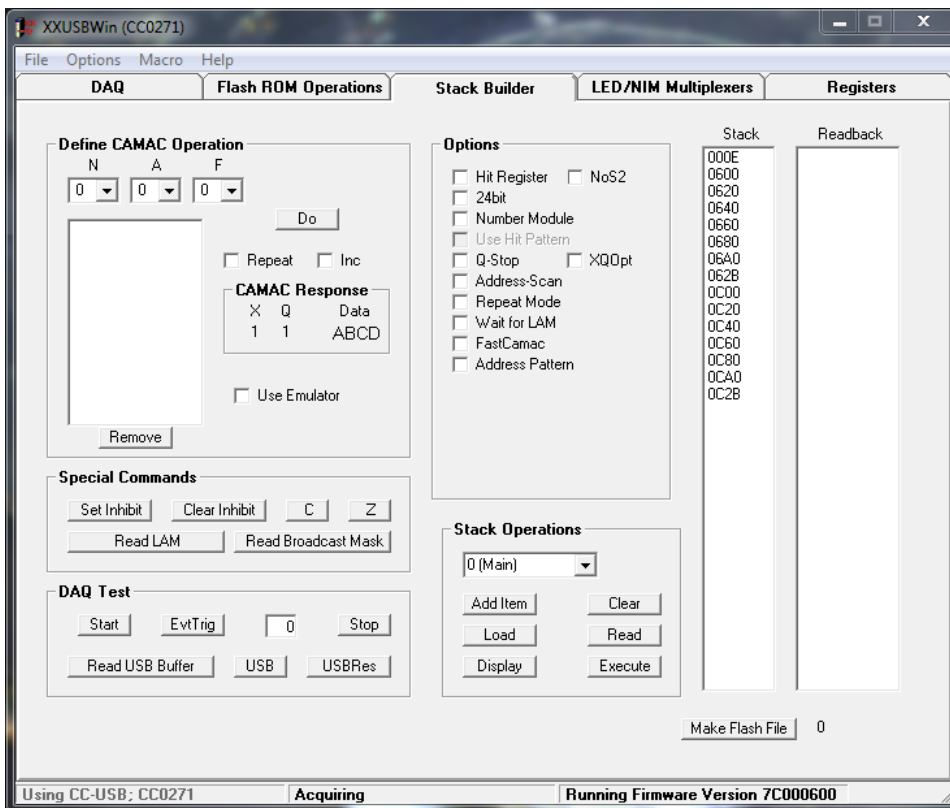 XXUSBWin (CC0271)
File Options Macro Help
DAQ Flash ROM Operations Stack Builder LED/NIM Multiplexers Registers
Define CAMAC Operation
N A F
0 0 0
Do
Repeat Inc
CAMAC Response
X Q Data
1 1 ABCD
Use Emulator
Remove
Special Commands
Set Inhibit Clear Inhibit C Z
Read LAM Read Broadcast Mask
DAQ Test
Start EvtTrig 0 Stop
Read USB Buffer USB USBRes
Options
Hit Register NoS2
24bit
Number Module
Use Hit Pattern
Q-Stop XQOpt
Address-Scan
Repeat Mode
Wait for LAM
FastCamac
Address Pattern
Stack Operations
0 (Main)
Add Item Clear
Load Read
Display Execute
Stack Readback
000E
0600
0620
0640
0660
0680
06A0
062B
0C00
0C20
0C40
0C60
0C80
0CA0
0C2B
Make Flash File 0
Using CC-USB; CC0271 Acquiring Running Firmware Version 7C000600